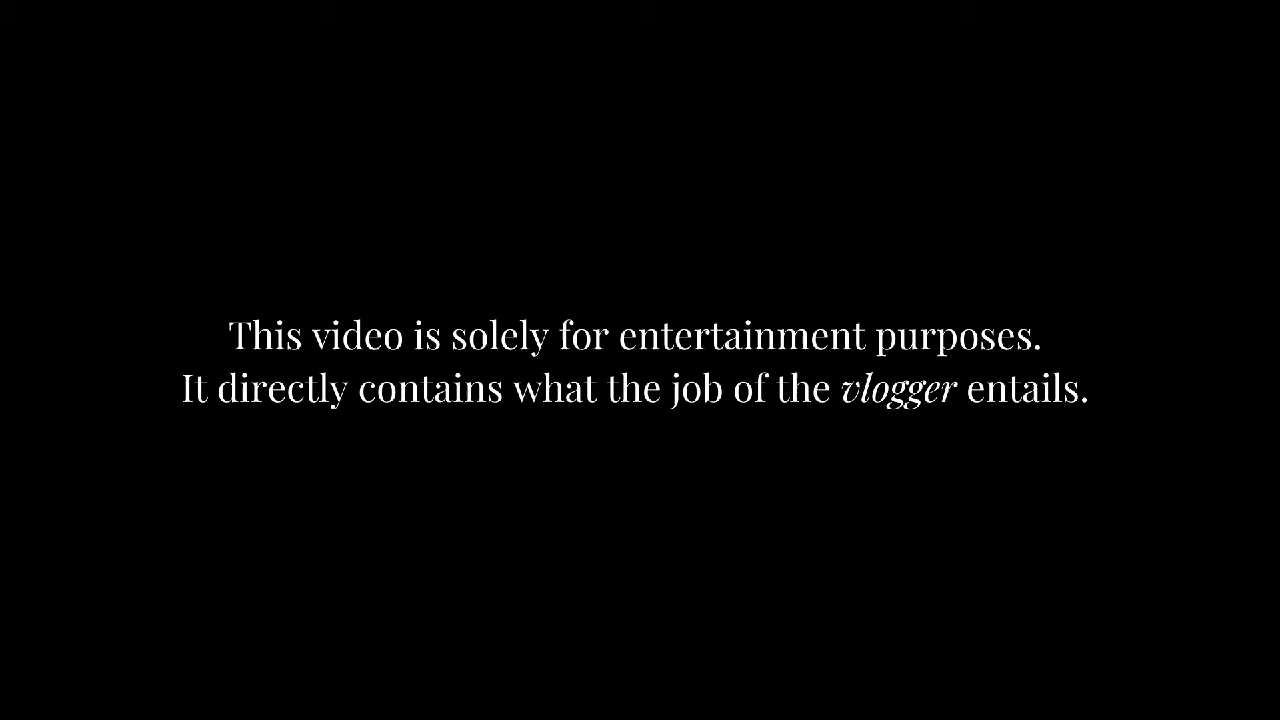 This video is solely for entertainment purposes.
It directly contains what the job of the vlogger entails.